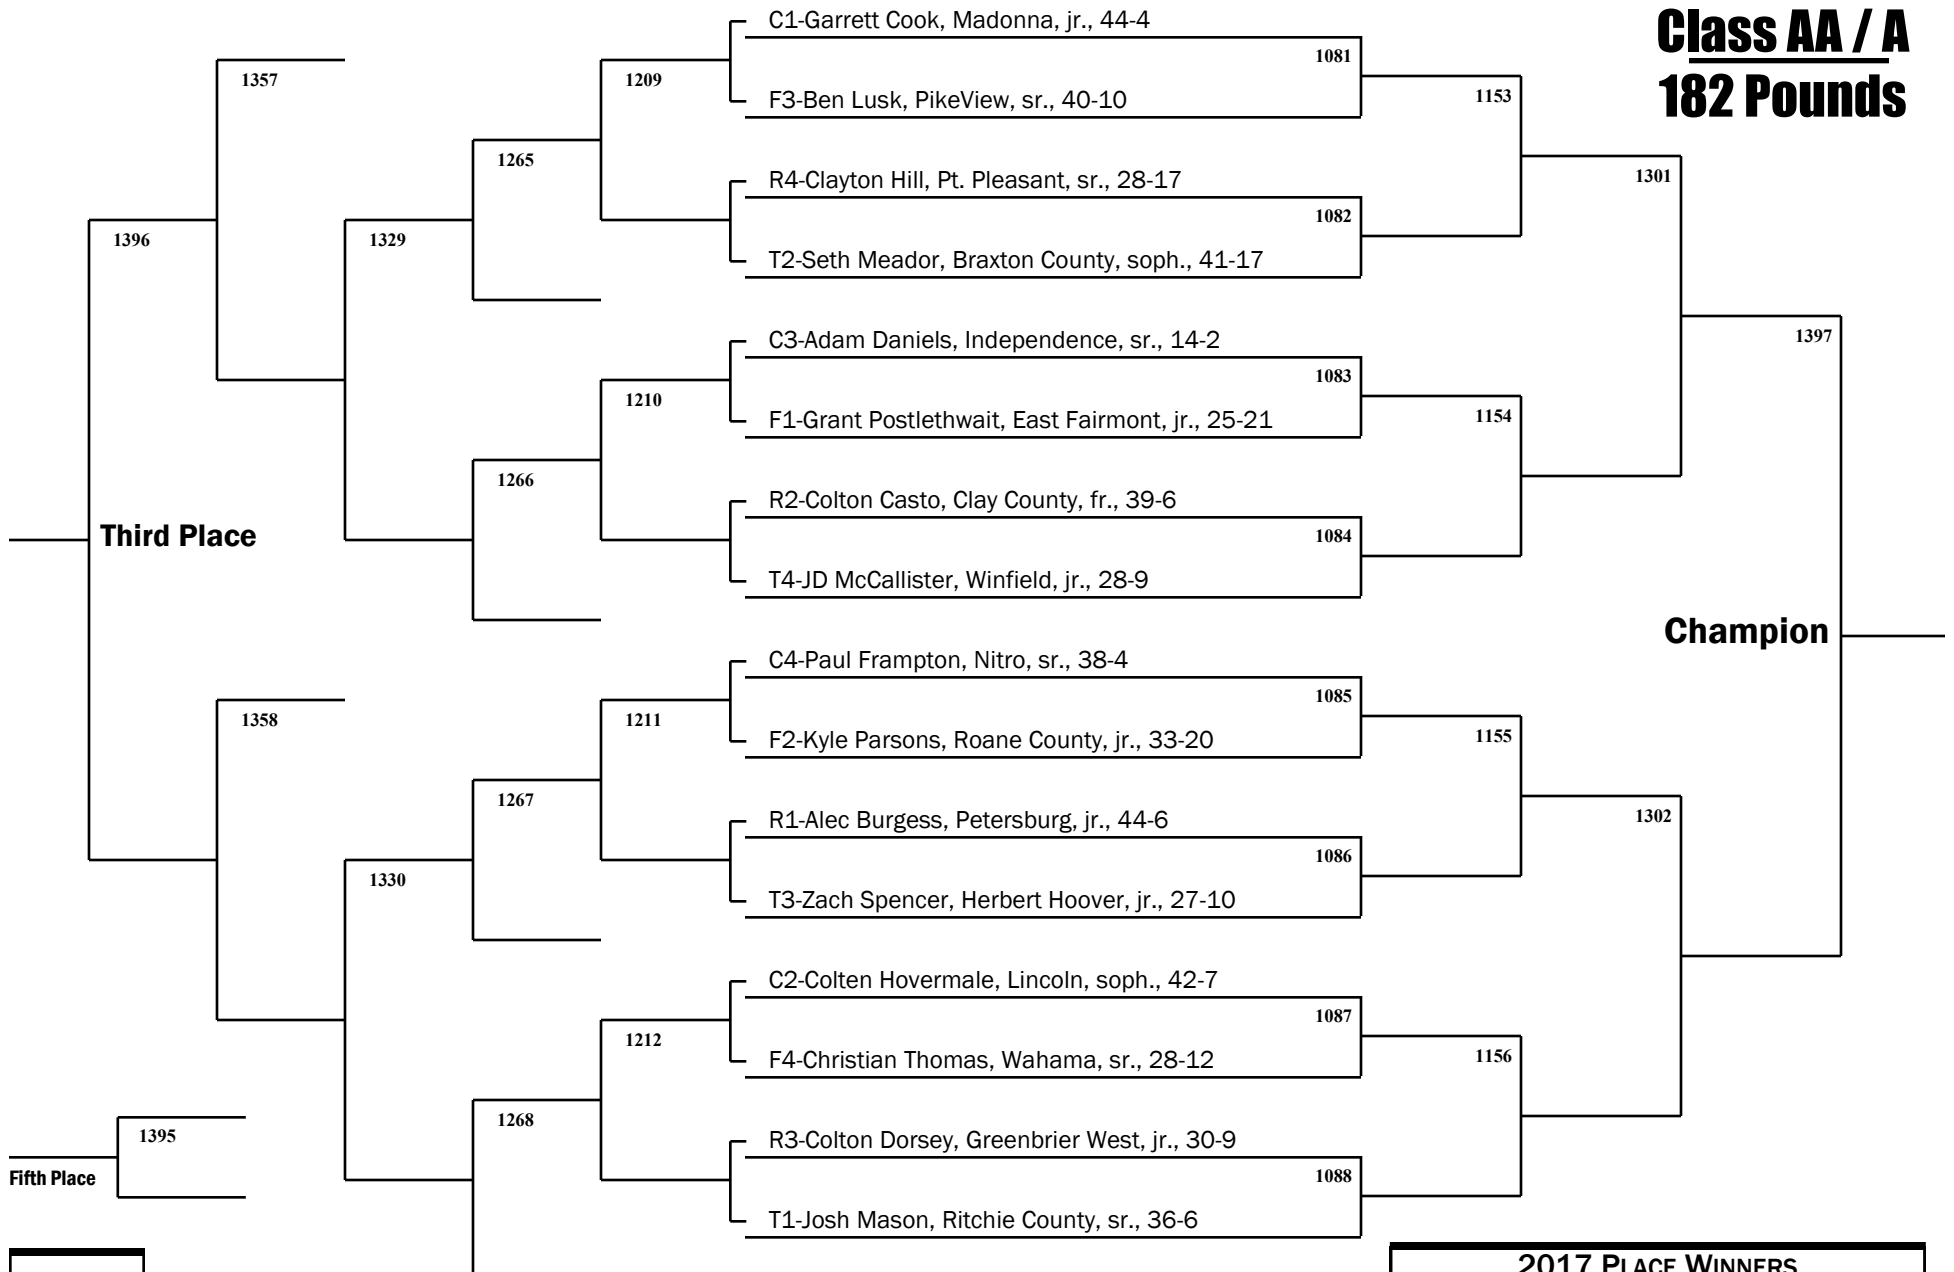 Class AA / A
182 Pounds
C1-Garrett Cook, Madonna, jr., 44-4
1081
F3-Ben Lusk, PikeView, sr., 40-10
R4-Clayton Hill, Pt. Pleasant, sr., 28-17
1082
T2-Seth Meador, Braxton County, soph., 41-17
C3-Adam Daniels, Independence, sr., 14-2
1083
F1-Grant Postlethwait, East Fairmont, jr., 25-21
R2-Colton Casto, Clay County, fr., 39-6
1084
T4-JD McCallister, Winfield, jr., 28-9
C4-Paul Frampton, Nitro, sr., 38-4
1085
F2-Kyle Parsons, Roane County, jr., 33-20
R1-Alec Burgess, Petersburg, jr., 44-6
1086
T3-Zach Spencer, Herbert Hoover, jr., 27-10
C2-Colten Hovermale, Lincoln, soph., 42-7
1087
F4-Christian Thomas, Wahama, sr., 28-12
R3-Colton Dorsey, Greenbrier West, jr., 30-9
1088
T1-Josh Mason, Ritchie County, sr., 36-6
1153
1154
1155
1156
1301
1302
1397
Champion
1209
1210
1211
1212
1265
1266
1267
1268
1329
1330
1357
1358
1396
Third Place
1395
Fifth Place
2017 PLACE WINNERS